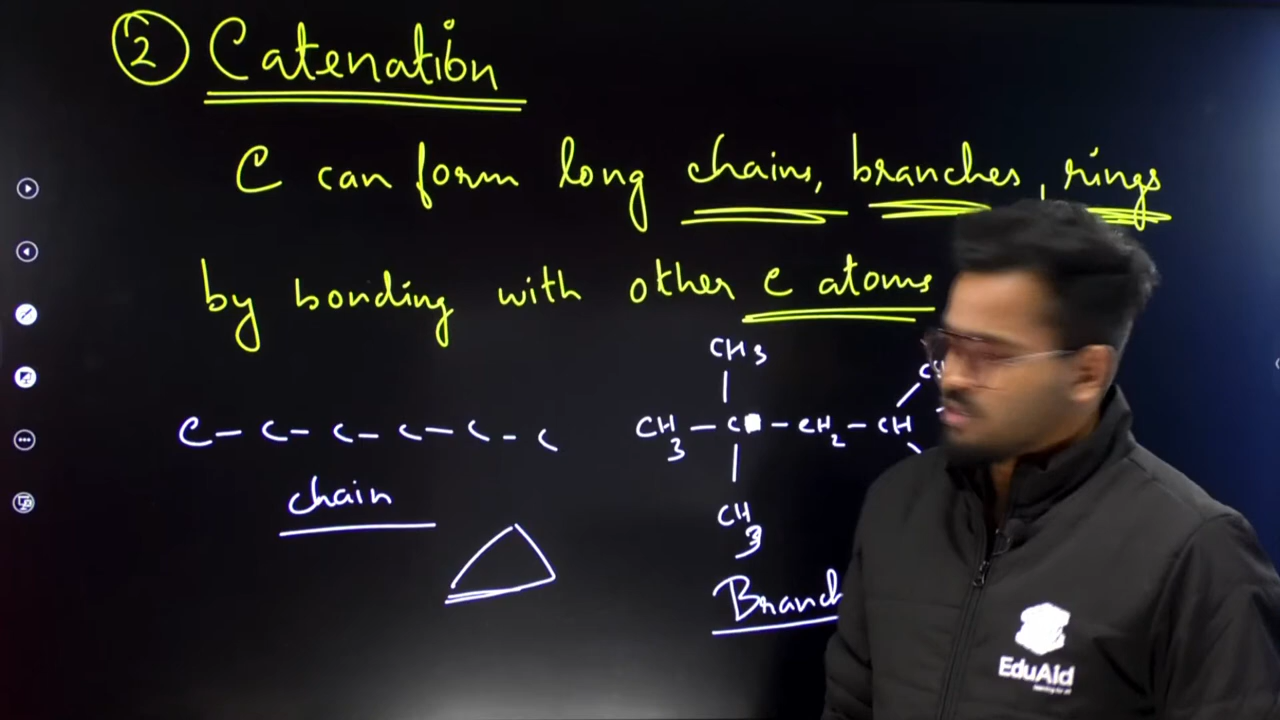 ② Catenation
C can form long chains, branches, rings
by bonding with other C atoms
CH3
C - C - C - C - C - C
CH3 - C - CH2 - CH
chain
CH3
Branch
EduAid